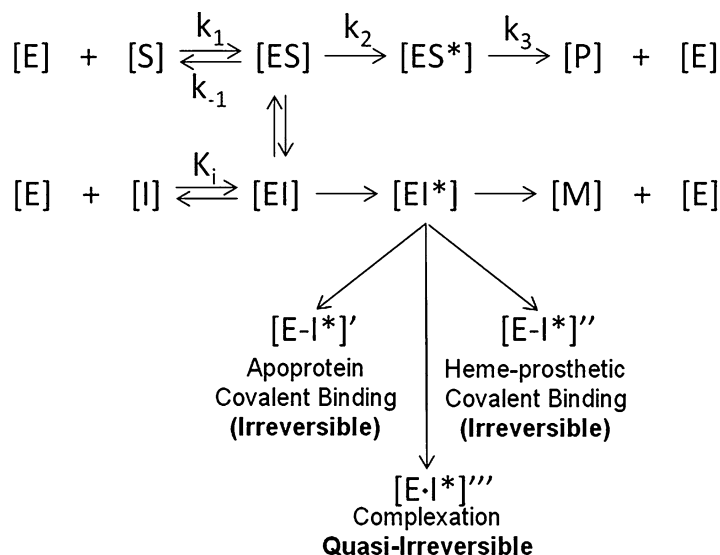 k1 k2 k3
[E] + [S] [ES] [ES*] [P] + [E]
k-1
Ki
[E] + [I] [EI] [EI*] [M] + [E]
[E-I*]′ [E-I*]″
Apoprotein Heme-prosthetic
Covalent Binding Covalent Binding
(Irreversible) (Irreversible)
[E·I*]‴
Complexation
Quasi-Irreversible